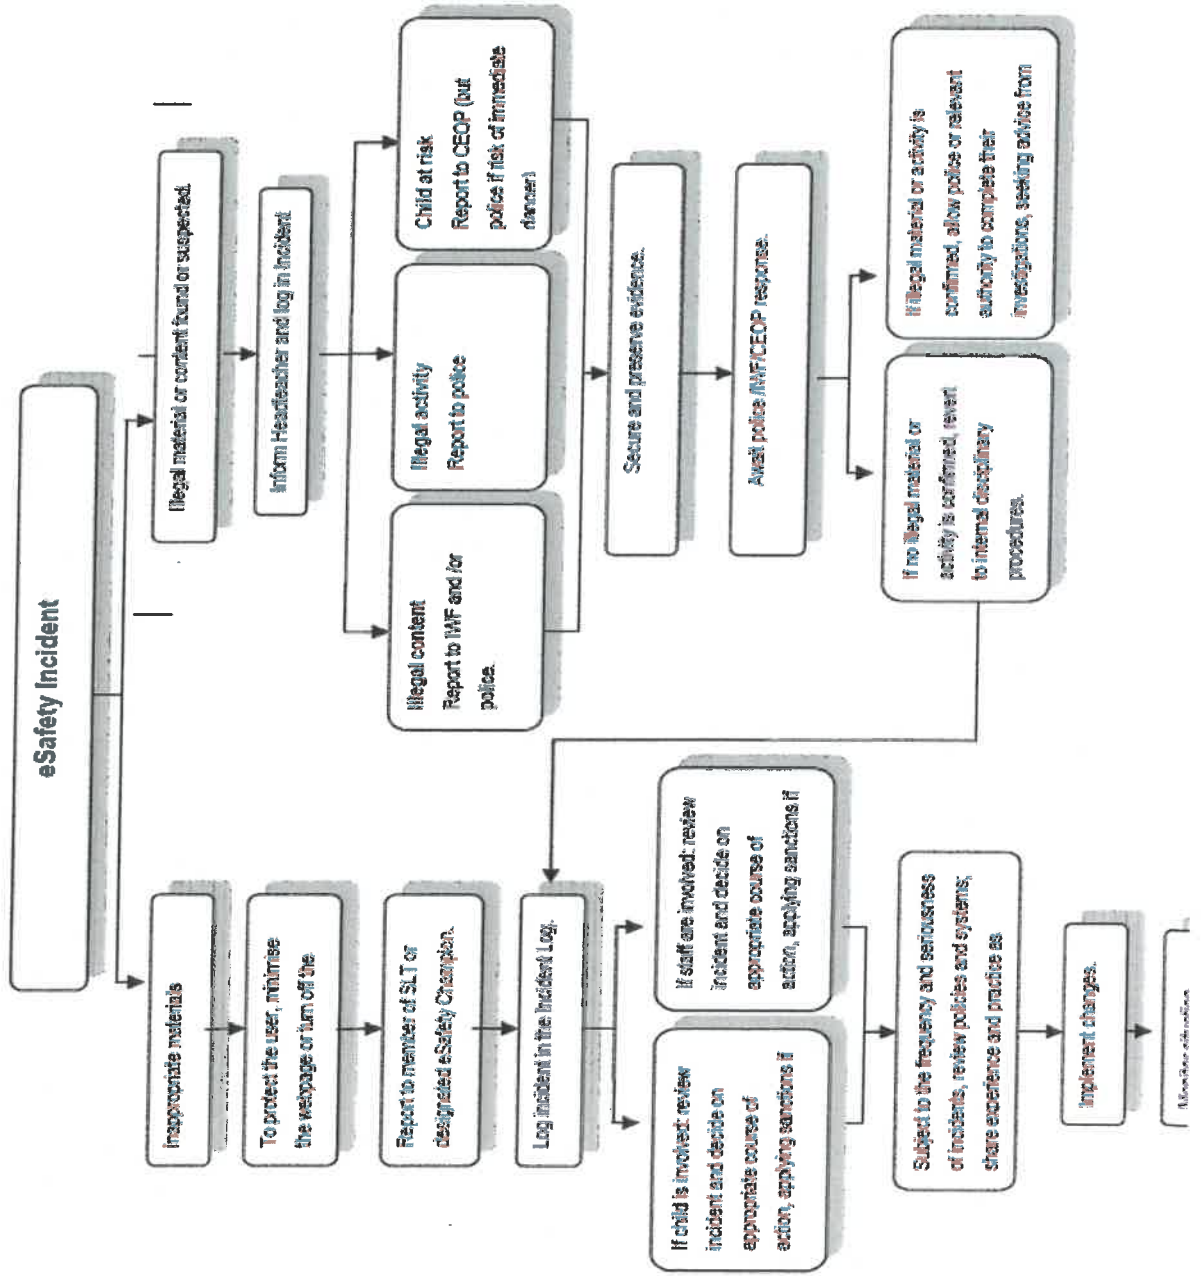 eSafety Incident
Inappropriate materials
To protect the user, minimise
the webpage or turn off the
Report to member of SLT or
designated eSafety Champion.
Log incident in the Incident Log.
If child is involved: review
incident and decide on
appropriate course of
action, applying sanctions if
If staff are involved: review
incident and decide on
appropriate course of
action, applying sanctions if
Subject to the frequency and seriousness
of incidents, review policies and systems;
share experience and practice as
Implement changes.
Illegal material or content found or suspected.
Inform Headteacher and log in Incident
Illegal content
Report to IWF and /or
police.
Illegal activity
Report to police
Child at risk
Report to CEOP (but
police if risk of immediate
danger)
Secure and preserve evidence.
Await police /IWF/CEOP response.
If no illegal material or
activity is confirmed, revert
to internal disciplinary
procedures.
If illegal material or activity is
confirmed, allow police or relevant
authority to complete their
investigations, seeking advice from